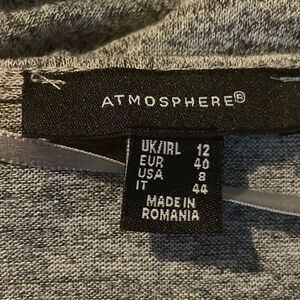 ATMOSPHERE®
UK/IRL 12
EUR 40
USA 8
IT 44
MADE IN
ROMANIA